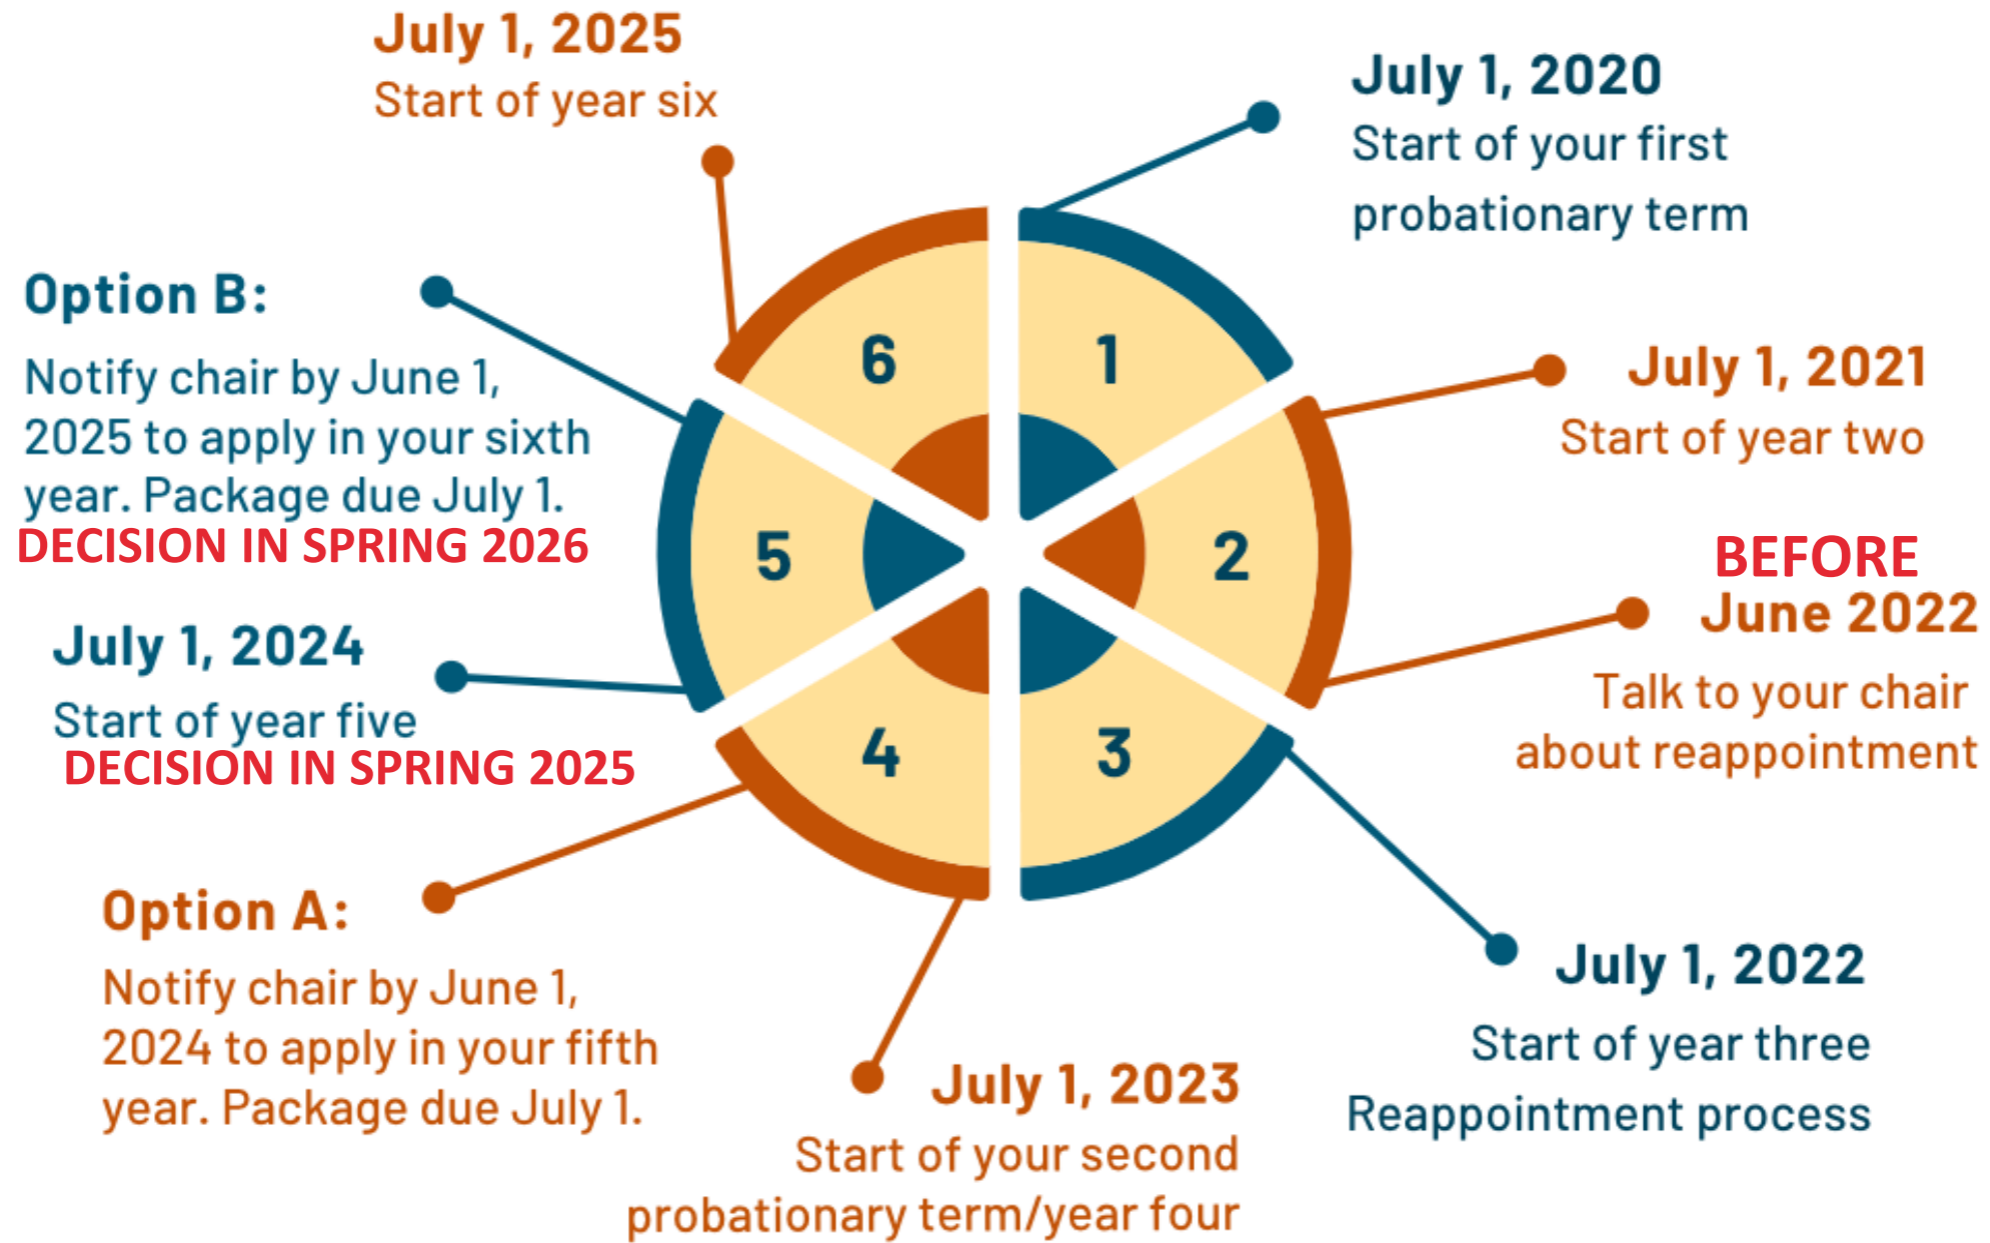 July 1, 2025
Start of year six
July 1, 2020
Start of your first
probationary term
Option B:
Notify chair by June 1,
2025 to apply in your sixth
year. Package due July 1.
DECISION IN SPRING 2026
July 1, 2021
Start of year two
BEFORE
June 2022
Talk to your chair
about reappointment
July 1, 2024
Start of year five
DECISION IN SPRING 2025
6
1
5
2
4
3
Option A:
Notify chair by June 1,
2024 to apply in your fifth
year. Package due July 1.
July 1, 2022
Start of year three
Reappointment process
July 1, 2023
Start of your second
probationary term/year four